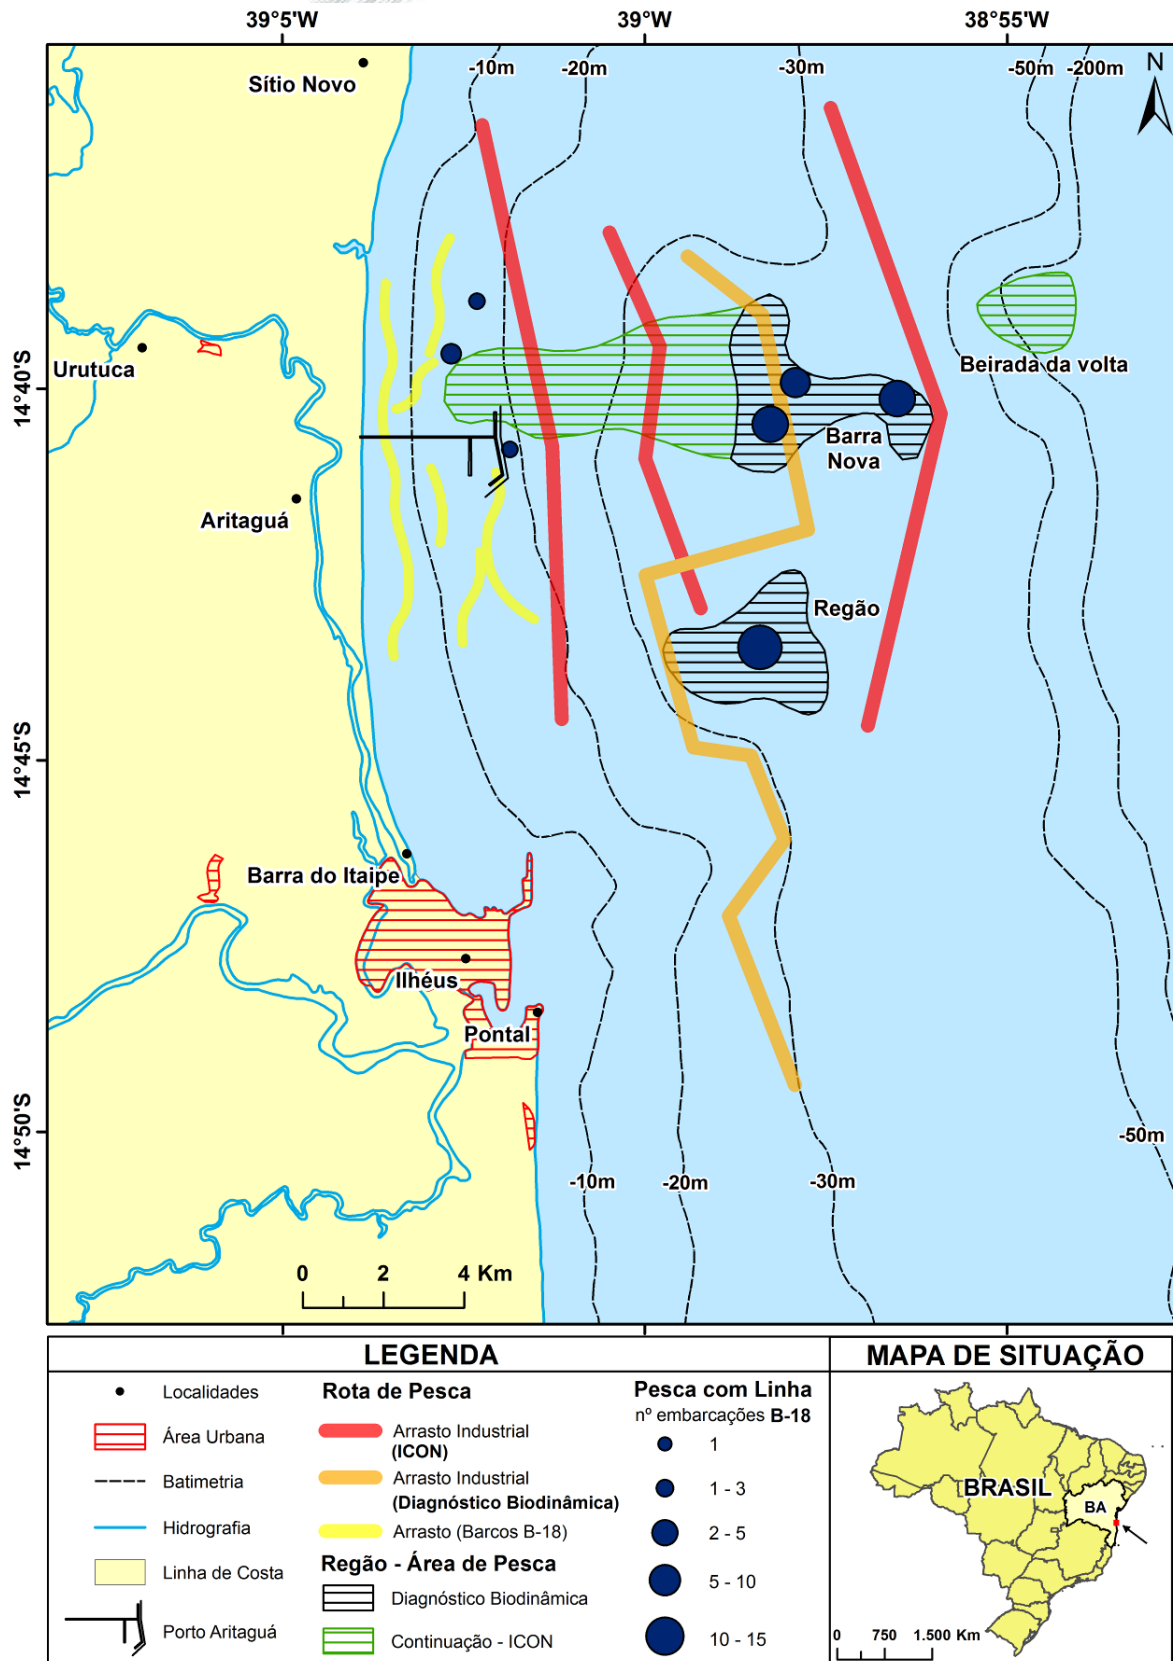 39°5'W
39°W
38°55'W
-10m
-20m
-30m
-50m
-200m
N
Sítio Novo
14°40'S
Urutuca
Beirada da volta
Barra
Nova
Aritaguá
Regão
14°45'S
Barra do Itaipe
Ilhéus
Pontal
14°50'S
-50m
-10m
-20m
-30m
0 2 4 Km
LEGENDA
Localidades
Área Urbana
Batimetria
Hidrografia
Linha de Costa
Porto Aritaguá
Rota de Pesca
Arrasto Industrial
(ICON)
Arrasto Industrial
(Diagnóstico Biodinâmica)
Arrasto (Barcos B-18)
Região - Área de Pesca
Diagnóstico Biodinâmica
Continuação - ICON
Pesca com Linha
nº embarcações B-18
1
1 - 3
2 - 5
5 - 10
10 - 15
MAPA DE SITUAÇÃO
BRASIL
BA
0 750 1.500 Km